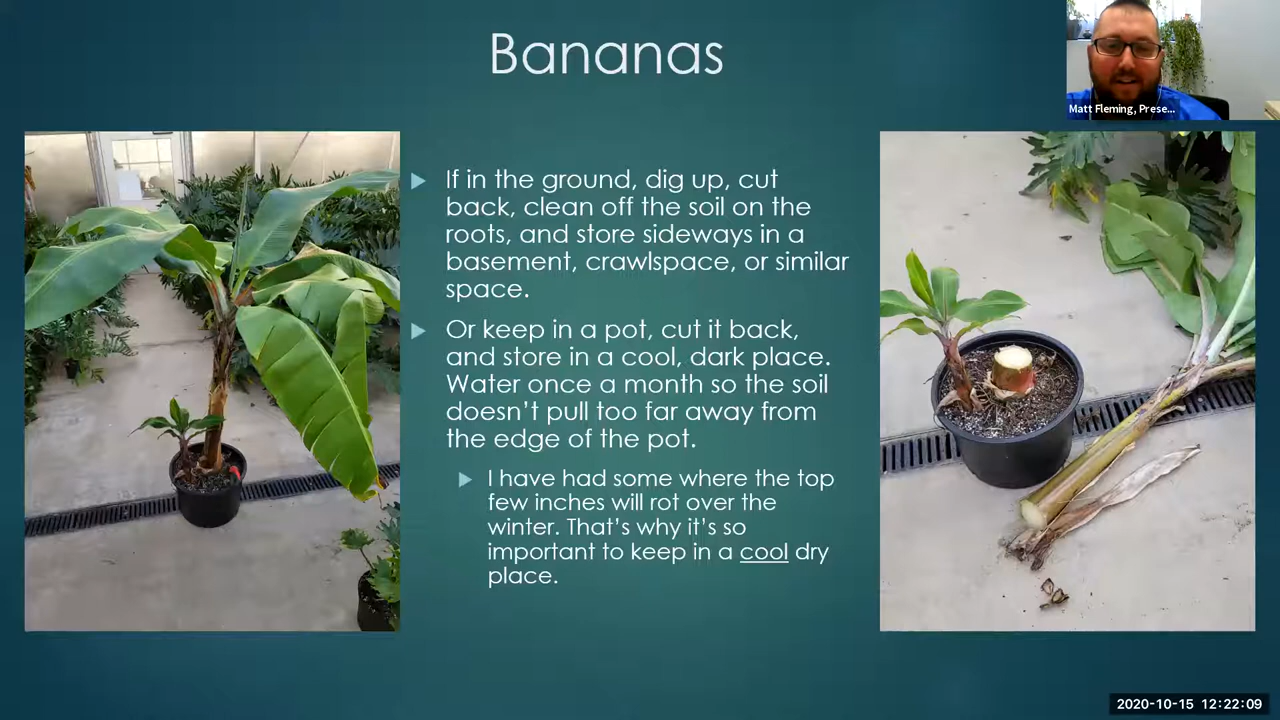 Bananas
Matt Fleming, Prese...
If in the ground, dig up, cut
back, clean off the soil on the
roots, and store sideways in a
basement, crawlspace, or similar
space.
Or keep in a pot, cut it back,
and store in a cool, dark place.
Water once a month so the soil
doesn't pull too far away from
the edge of the pot.
I have had some where the top
few inches will rot over the
winter. That's why it's so
important to keep in a cool dry
place.
2020-10-15 12:22:09